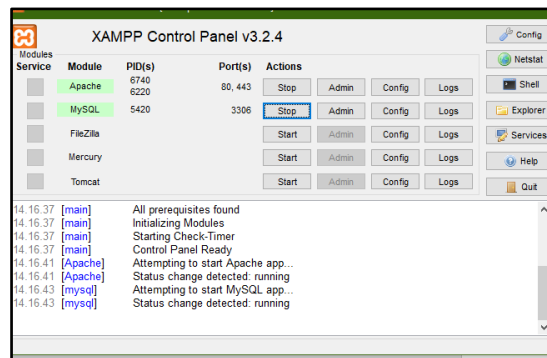 XAMPP Control Panel v3.2.4
Config
Modules
Service Module PID(s) Port(s) Actions
Netstat
Apache 6740 6220 80, 443 Stop Admin Config Logs
Shell
MySQL 5420 3306 Stop Admin Config Logs
Explorer
FileZilla Start Admin Config Logs
Services
Mercury Start Admin Config Logs
Help
Tomcat Start Admin Config Logs
Quit
14.16.37 [main] All prerequisites found
14.16.37 [main] Initializing Modules
14.16.37 [main] Starting Check-Timer
14.16.37 [main] Control Panel Ready
14.16.41 [Apache] Attempting to start Apache app...
14.16.41 [Apache] Status change detected: running
14.16.43 [mysql] Attempting to start MySQL app...
14.16.43 [mysql] Status change detected: running